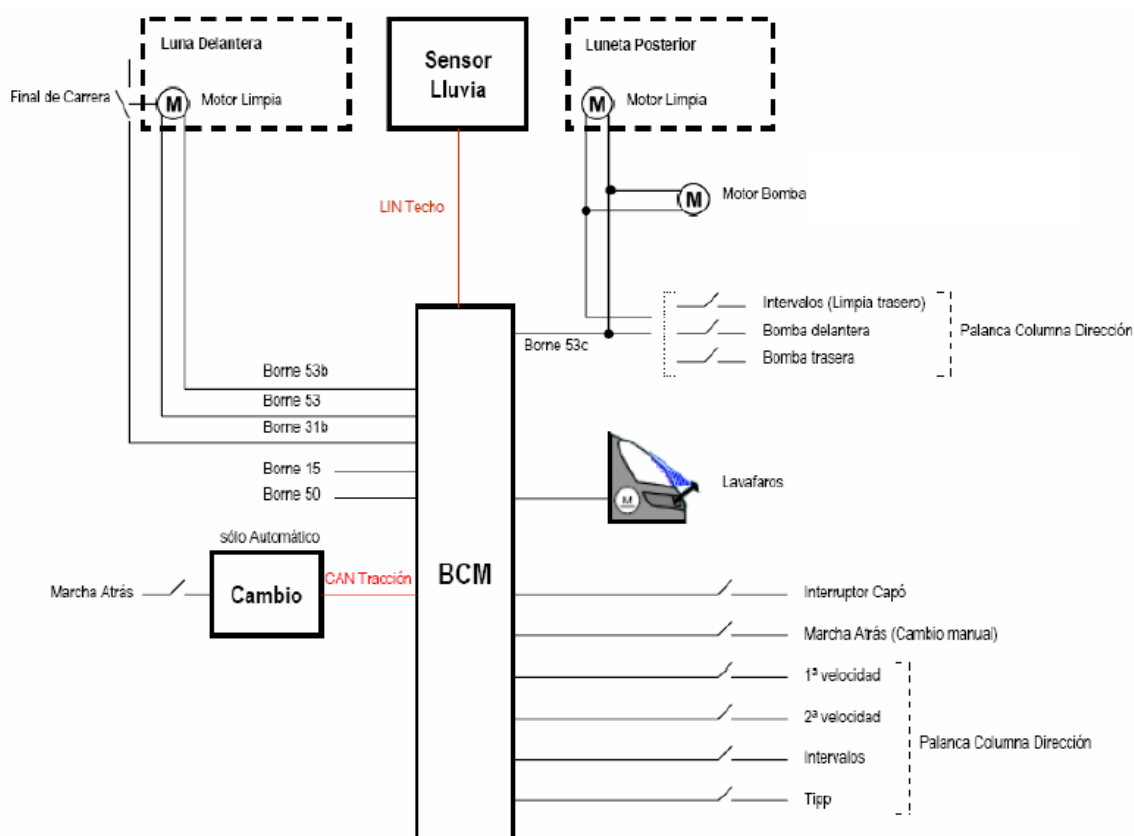 Luna Delantera
Final de Carrera
M
Motor Limpia
Sensor
Lluvia
Luneta Posterior
M
Motor Limpia
M
Motor Bomba
LIN Techo
Intervalos (Limpia trasero)
Bomba delantera
Bomba trasera
Palanca Columna Dirección
Borne 53c
Borne 53b
Borne 53
Borne 31b
Borne 15
Borne 50
M
Lavafaros
sólo Automático
Marcha Atrás
Cambio
CAN Tracción
BCM
Interruptor Capó
Marcha Atrás (Cambio manual)
1ª velocidad
2ª velocidad
Intervalos
Tipp
Palanca Columna Dirección